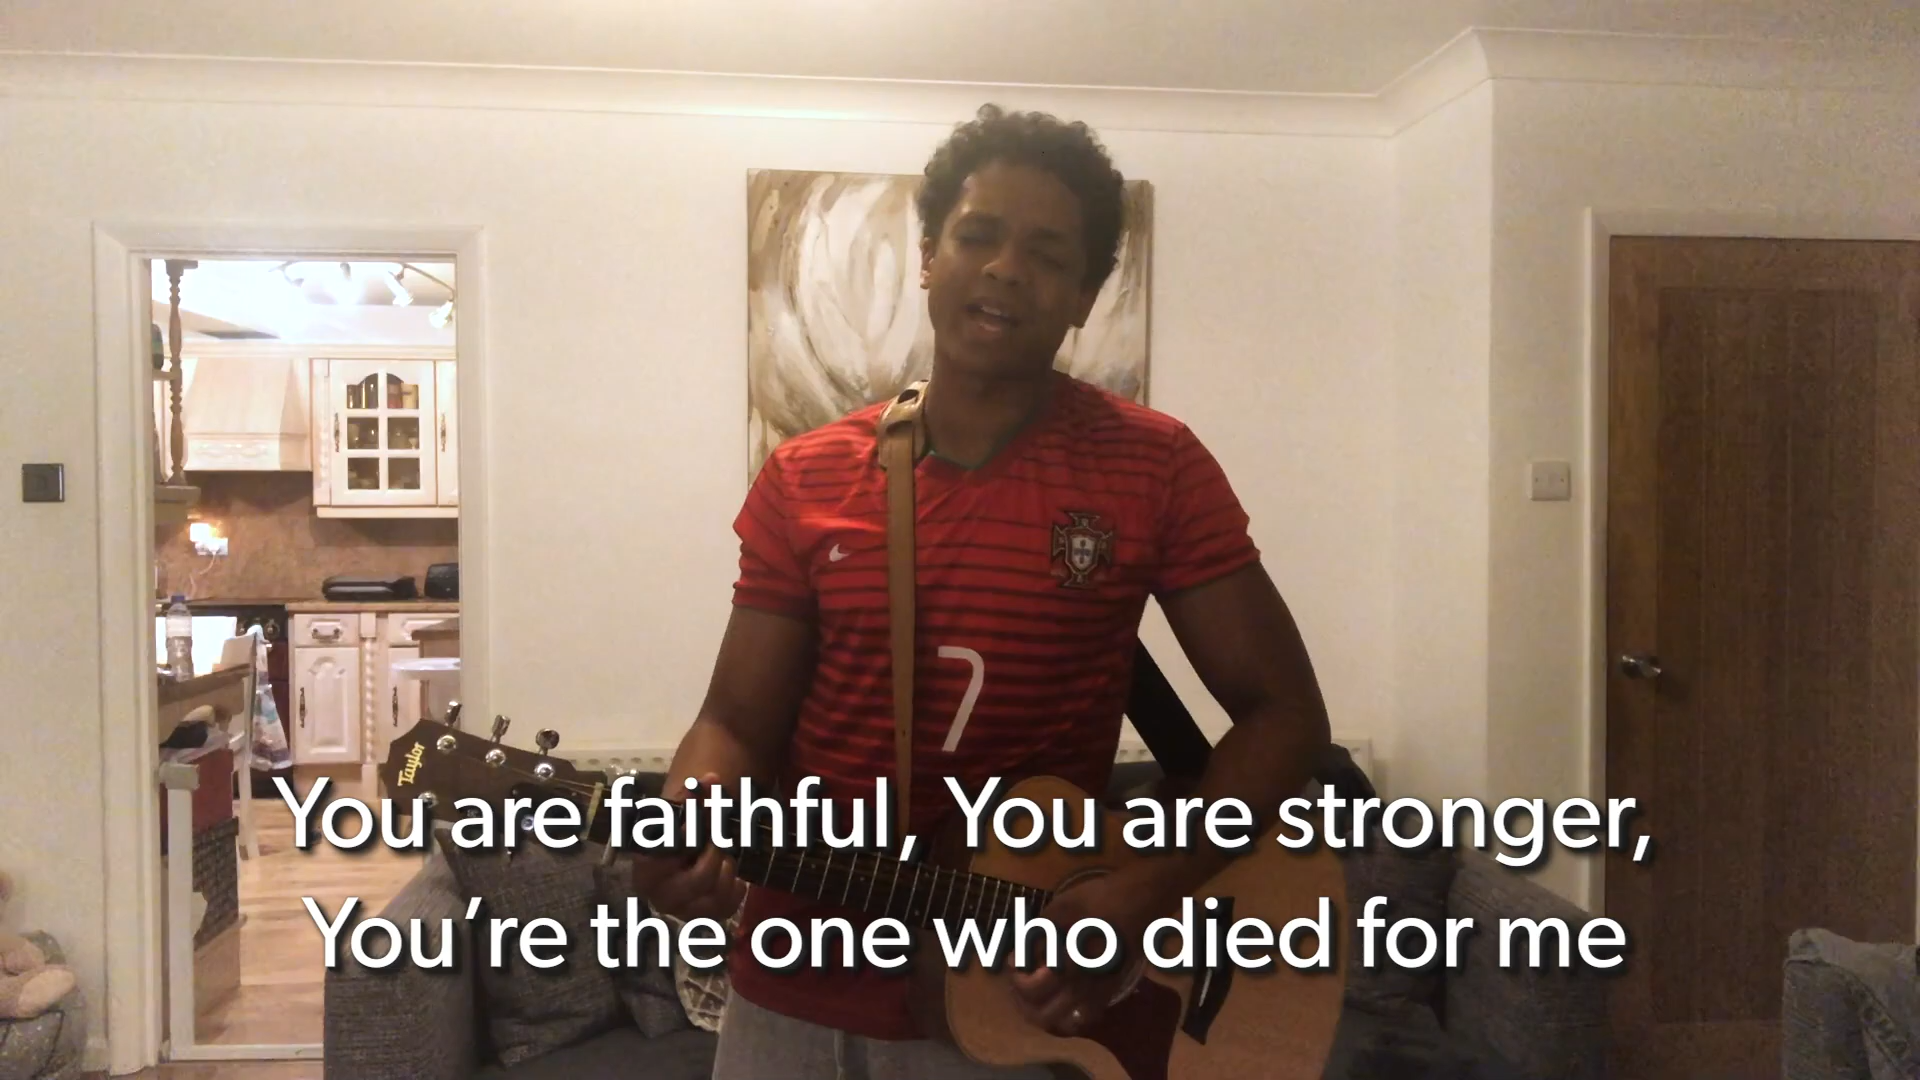 7
Taylor
You are faithful, You are stronger,
You’re the one who died for me